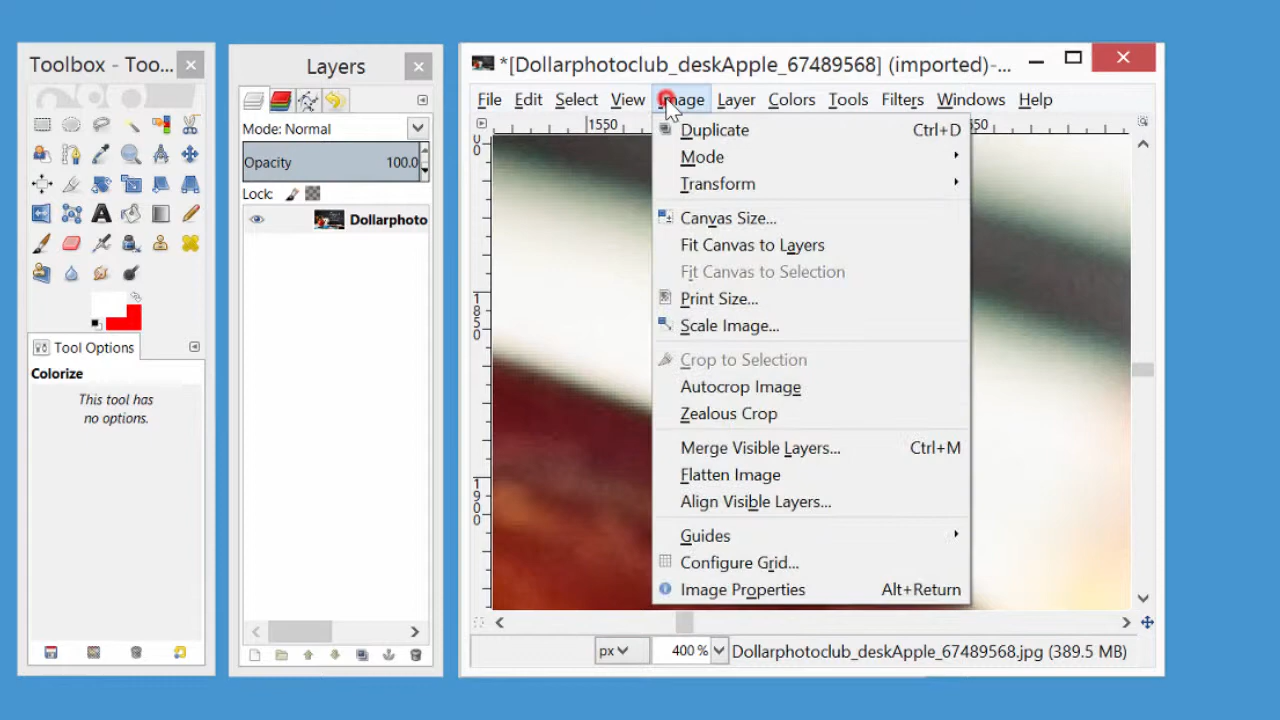 Toolbox - Too...
Layers
*[Dollarphotoclub_deskApple_67489568] (imported)-...
File Edit Select View Image Layer Colors Tools Filters Windows Help
Mode: Normal
Opacity 100.0
Lock:
Dollarphoto
Tool Options
Colorize
This tool has
no options.
1550
50
0
1850
1900
Duplicate Ctrl+D
Mode
Transform
Canvas Size...
Fit Canvas to Layers
Fit Canvas to Selection
Print Size...
Scale Image...
Crop to Selection
Autocrop Image
Zealous Crop
Merge Visible Layers... Ctrl+M
Flatten Image
Align Visible Layers...
Guides
Configure Grid...
Image Properties Alt+Return
px 400 % Dollarphotoclub_deskApple_67489568.jpg (389.5 MB)